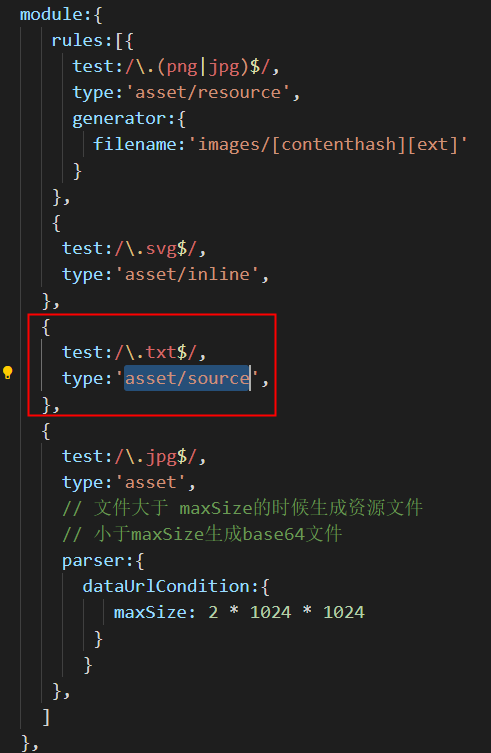 module:{
rules:[{
test:/\.(png|jpg)$/,
type:'asset/resource',
generator:{
filename:'images/[contenthash][ext]'
}
},
{
test:/\.svg$/,
type:'asset/inline',
},
{
test:/\.txt$/,
type:'asset/source',
},
{
test:/\.jpg$/,
type:'asset',
// 文件大于 maxSize的时候生成资源文件
// 小于maxSize生成base64文件
parser:{
dataUrlCondition:{
maxSize: 2 * 1024 * 1024
}
}
},
]
},